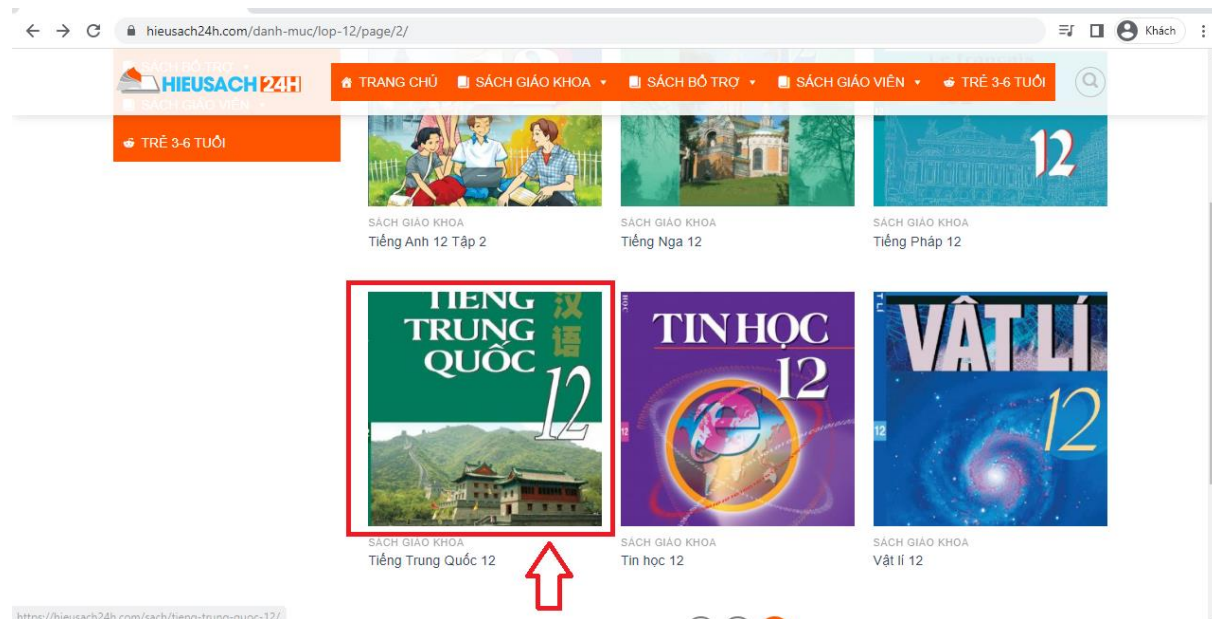 hieusach24h.com/danh-muc/lop-12/page/2/
Khách
HIEUSACH 24H
TRANG CHỦ
SÁCH GIÁO KHOA
SÁCH BỔ TRỢ
SÁCH GIÁO VIÊN
TRẺ 3-6 TUỔI
SÁCH BỔ TRỢ
SÁCH GIÁO VIÊN
TRẺ 3-6 TUỔI
12
SÁCH GIÁO KHOA
Tiếng Anh 12 Tập 2
SÁCH GIÁO KHOA
Tiếng Nga 12
SÁCH GIÁO KHOA
Tiếng Pháp 12
TIẾNG
TRUNG
QUỐC
12
汉
语
TIN HỌC
12
12
VẬT LÍ
12
12
SÁCH GIÁO KHOA
Tiếng Trung Quốc 12
SÁCH GIÁO KHOA
Tin học 12
SÁCH GIÁO KHOA
Vật lí 12
https://hieusach24h.com/sach/tieng-trung-quoc-12/